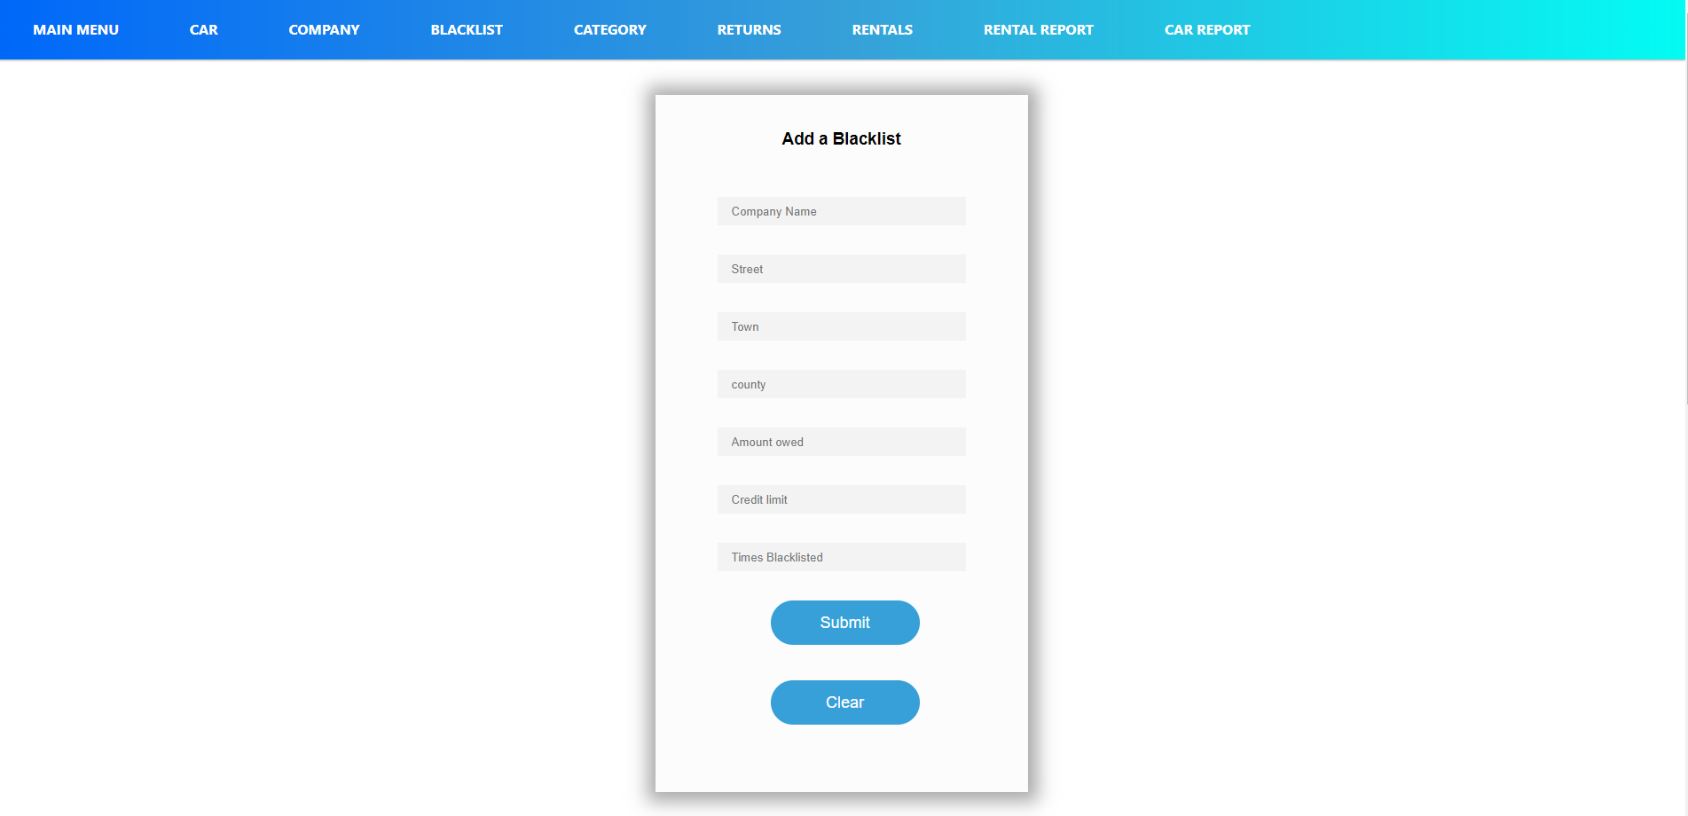 MAIN MENU CAR COMPANY BLACKLIST CATEGORY RETURNS RENTALS RENTAL REPORT CAR REPORT
Add a Blacklist
Company Name
Street
Town
county
Amount owed
Credit limit
Times Blacklisted
Submit
Clear